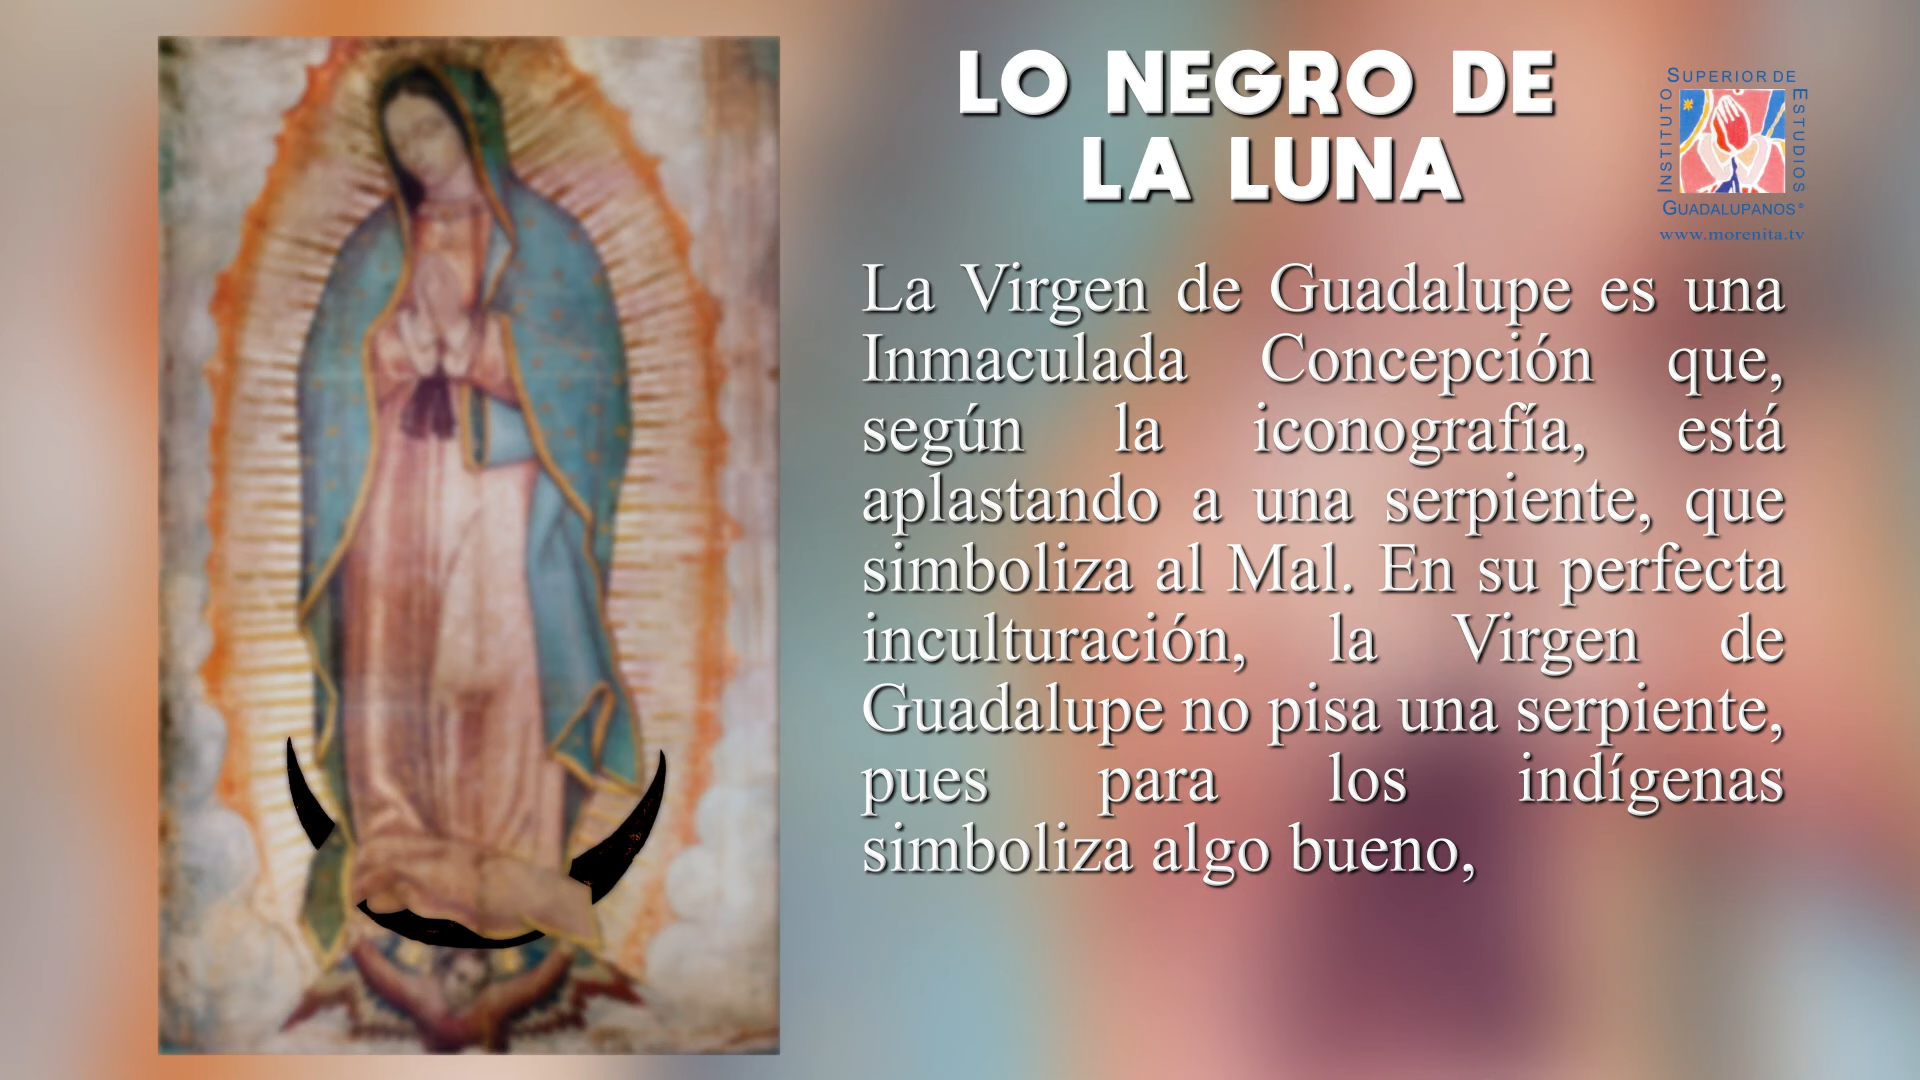 LO NEGRO DE
LA LUNA
SUPERIOR DE
INSTITUTO
ESTUDIOS
GUADALUPANOS®
www.morenita.tv
La Virgen de Guadalupe es una
Inmaculada Concepción que,
según la iconografía, está
aplastando a una serpiente, que
simboliza al Mal. En su perfecta
inculturación, la Virgen de
Guadalupe no pisa una serpiente,
pues para los indígenas
simboliza algo bueno,